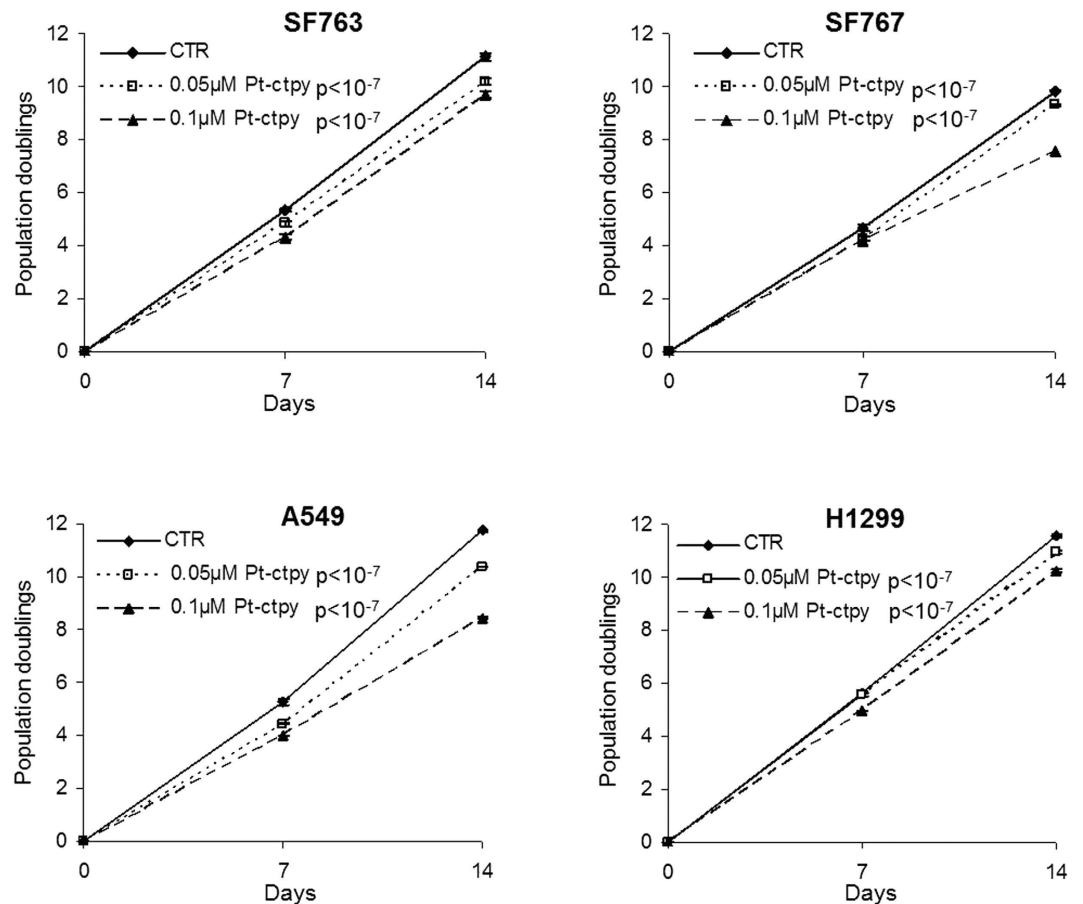 SF763
CTR
0.05µM Pt-ctpy p<10-7
0.1µM Pt-ctpy p<10-7
Population doublings
12
10
8
6
4
2
0
0 7 14
Days
SF767
CTR
0.05µM Pt-ctpy p<10-7
0.1µM Pt-ctpy p<10-7
Population doublings
12
10
8
6
4
2
0
0 7 14
Days
A549
CTR
0.05µM Pt-ctpy p<10-7
0.1µM Pt-ctpy p<10-7
Population doublings
12
10
8
6
4
2
0
0 7 14
Days
H1299
CTR
0.05µM Pt-ctpy p<10-7
0.1µM Pt-ctpy p<10-7
Population doublings
12
10
8
6
4
2
0
0 7 14
Days